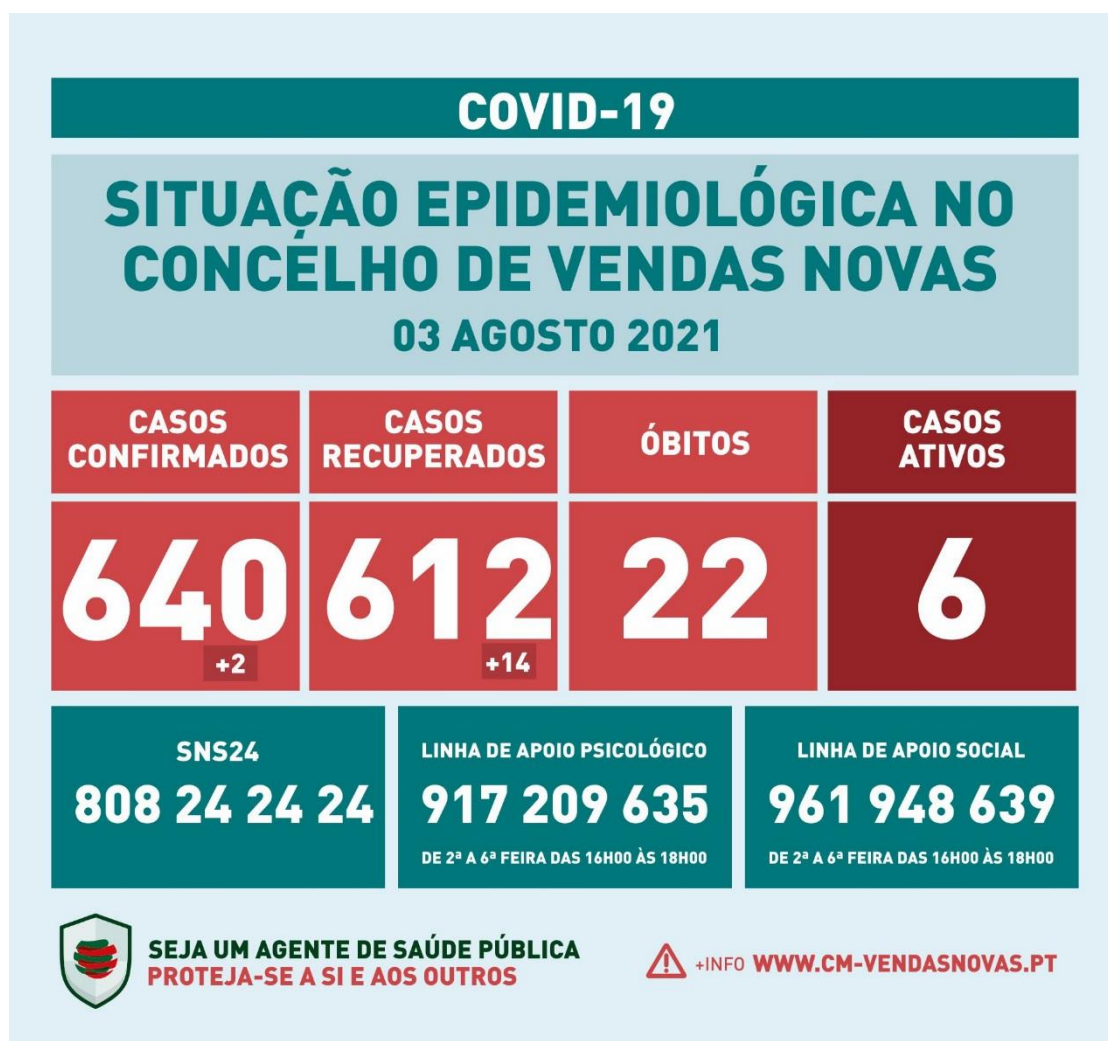 COVID-19
SITUAÇÃO EPIDEMIOLÓGICA NO
CONCELHO DE VENDAS NOVAS
03 AGOSTO 2021
CASOS
CONFIRMADOS
640
+2
CASOS
RECUPERADOS
612
+14
ÓBITOS
22
CASOS
ATIVOS
6
SNS24
808 24 24 24
LINHA DE APOIO PSICOLÓGICO
917 209 635
DE 2ª A 6ª FEIRA DAS 16H00 ÀS 18H00
LINHA DE APOIO SOCIAL
961 948 639
DE 2ª A 6ª FEIRA DAS 16H00 ÀS 18H00
SEJA UM AGENTE DE SAÚDE PÚBLICA
PROTEJA-SE A SI E AOS OUTROS
+INFO WWW.CM-VENDASNOVAS.PT